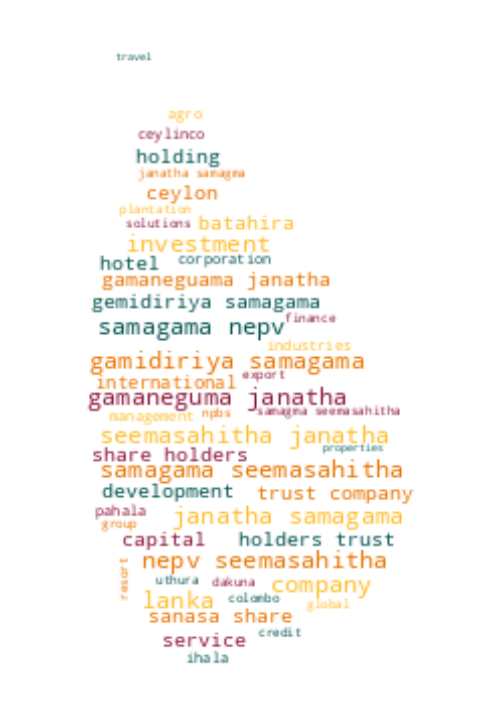 travel
agro
ceylinco
holding
janatha samagma
ceylon
plantation
solutions batahira
investment
hotel corporation
gamaneguama janatha
gemidiriya samagama
samagama nepv finance
industries
gamidiriya samagama
international export
gamaneguma janatha
management npbs samagma seemasahitha
seemasahitha janatha
share holders properties
samagama seemasahitha
development trust company
pahala janatha samagama
group
capital holders trust
nepv seemasahitha
resort uthura dakuna company
lanka colombo global
sanasa share
service credit
ihala